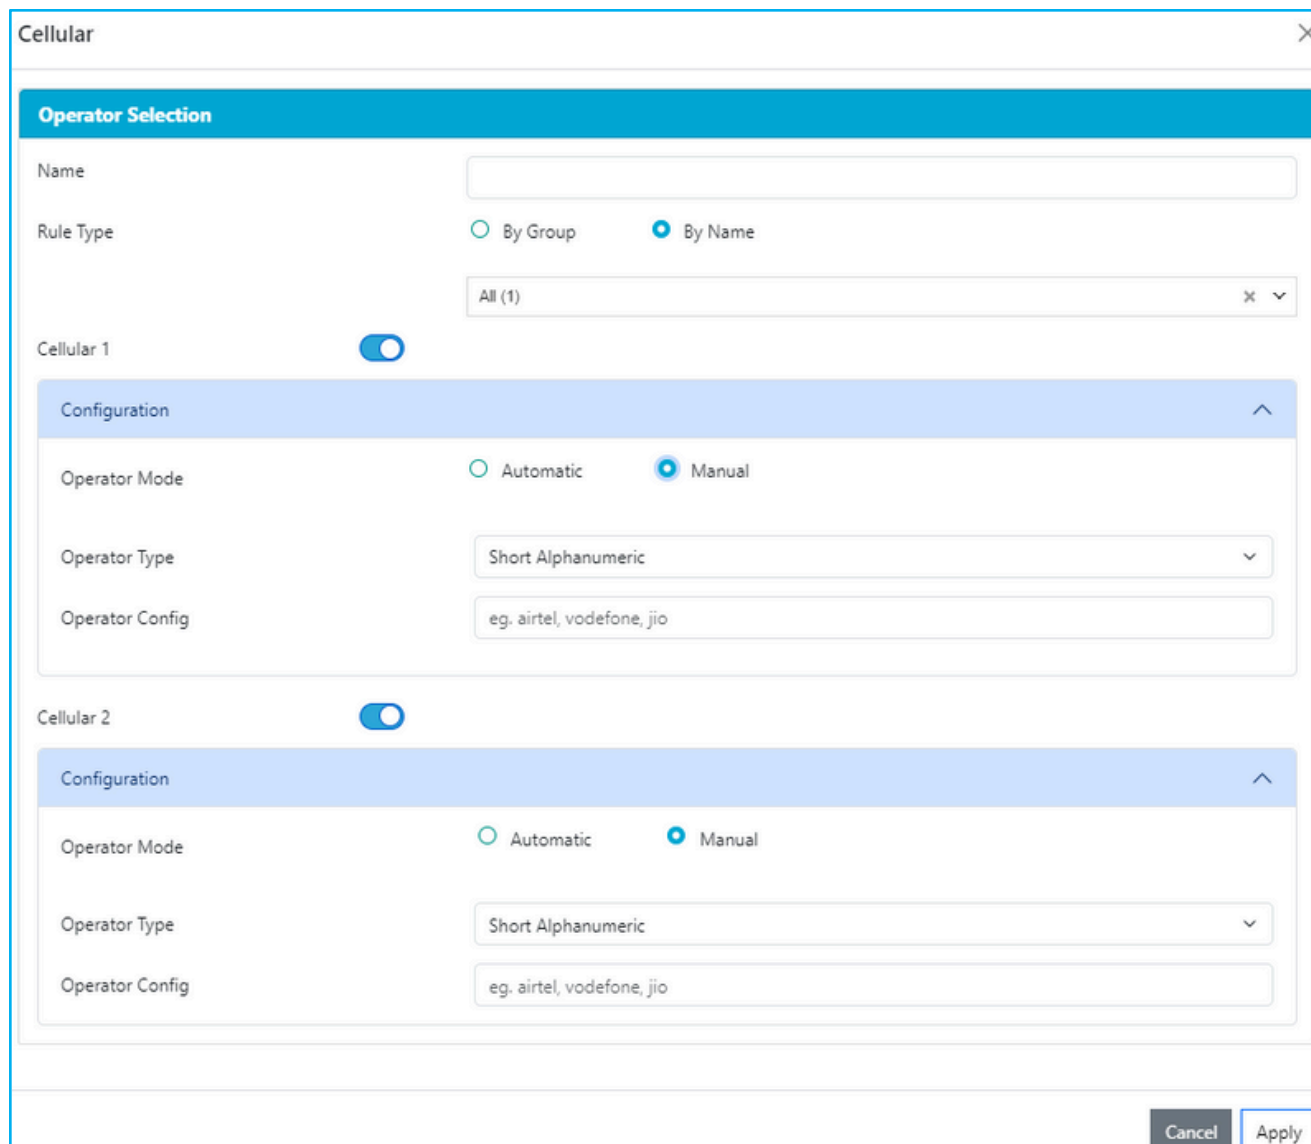 Cellular
Operator Selection
Name
Rule Type By Group By Name
All (1)
Cellular 1
Configuration
Operator Mode Automatic Manual
Operator Type Short Alphanumeric
Operator Config eg. airtel, vodefone, jio
Cellular 2
Configuration
Operator Mode Automatic Manual
Operator Type Short Alphanumeric
Operator Config eg. airtel, vodefone, jio
Cancel Apply